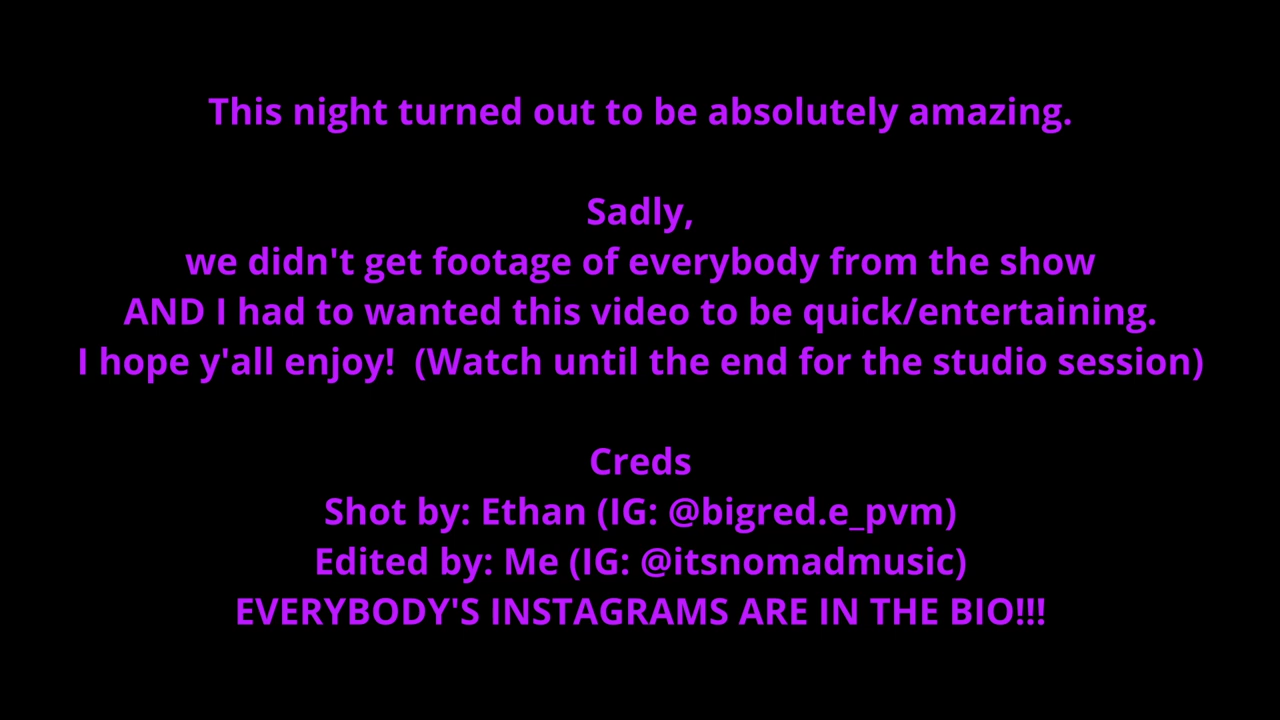 This night turned out to be absolutely amazing.
Sadly,
we didn't get footage of everybody from the show
AND I had to wanted this video to be quick/entertaining.
I hope y'all enjoy!  (Watch until the end for the studio session)
Creds
Shot by: Ethan (IG: @bigred.e_pvm)
Edited by: Me (IG: @itsnomadmusic)
EVERYBODY'S INSTAGRAMS ARE IN THE BIO!!!